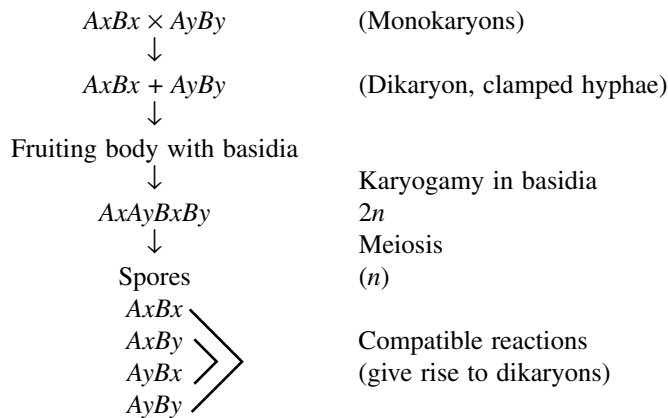 AxBx × AyBy (Monokaryons)
↓
AxBx + AyBy (Dikaryon, clamped hyphae)
↓
Fruiting body with basidia
↓ Karyogamy in basidia
AxAyBxBy 2n
↓ Meiosis
Spores (n)
AxBx
AxBy Compatible reactions
AyBx (give rise to dikaryons)
AyBy